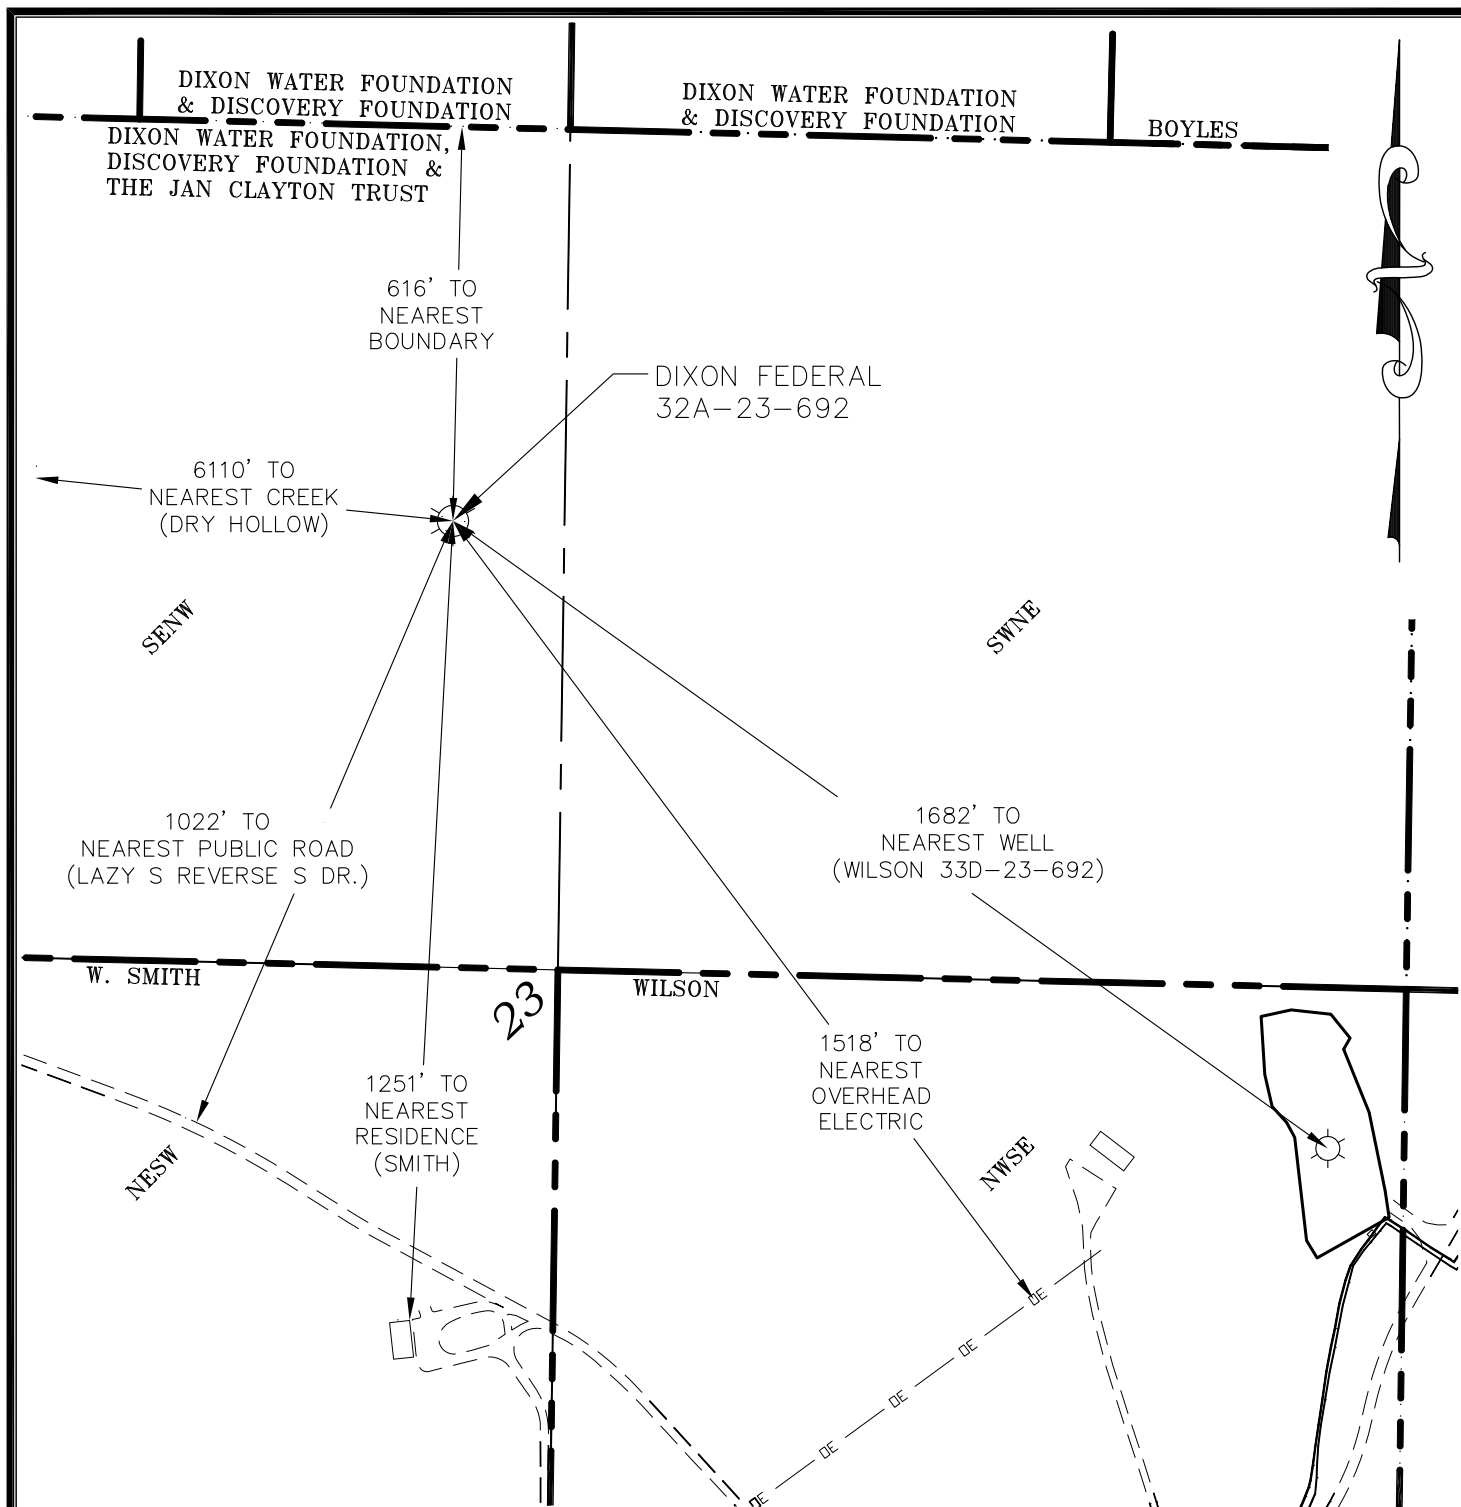 DIXON WATER FOUNDATION
& DISCOVERY FOUNDATION
DIXON WATER FOUNDATION
& DISCOVERY FOUNDATION
BOYLES
DIXON WATER FOUNDATION,
DISCOVERY FOUNDATION &
THE JAN CLAYTON TRUST
616' TO
NEAREST
BOUNDARY
DIXON FEDERAL
32A-23-692
6110' TO
NEAREST CREEK
(DRY HOLLOW)
SENW
SWNE
1022' TO
NEAREST PUBLIC ROAD
(LAZY S REVERSE S DR.)
1682' TO
NEAREST WELL
(WILSON 33D-23-692)
W. SMITH
23
WILSON
1518' TO
NEAREST
OVERHEAD
ELECTRIC
1251' TO
NEAREST
RESIDENCE
(SMITH)
NESW
NWSE
OE
OE
OE
OE
OE